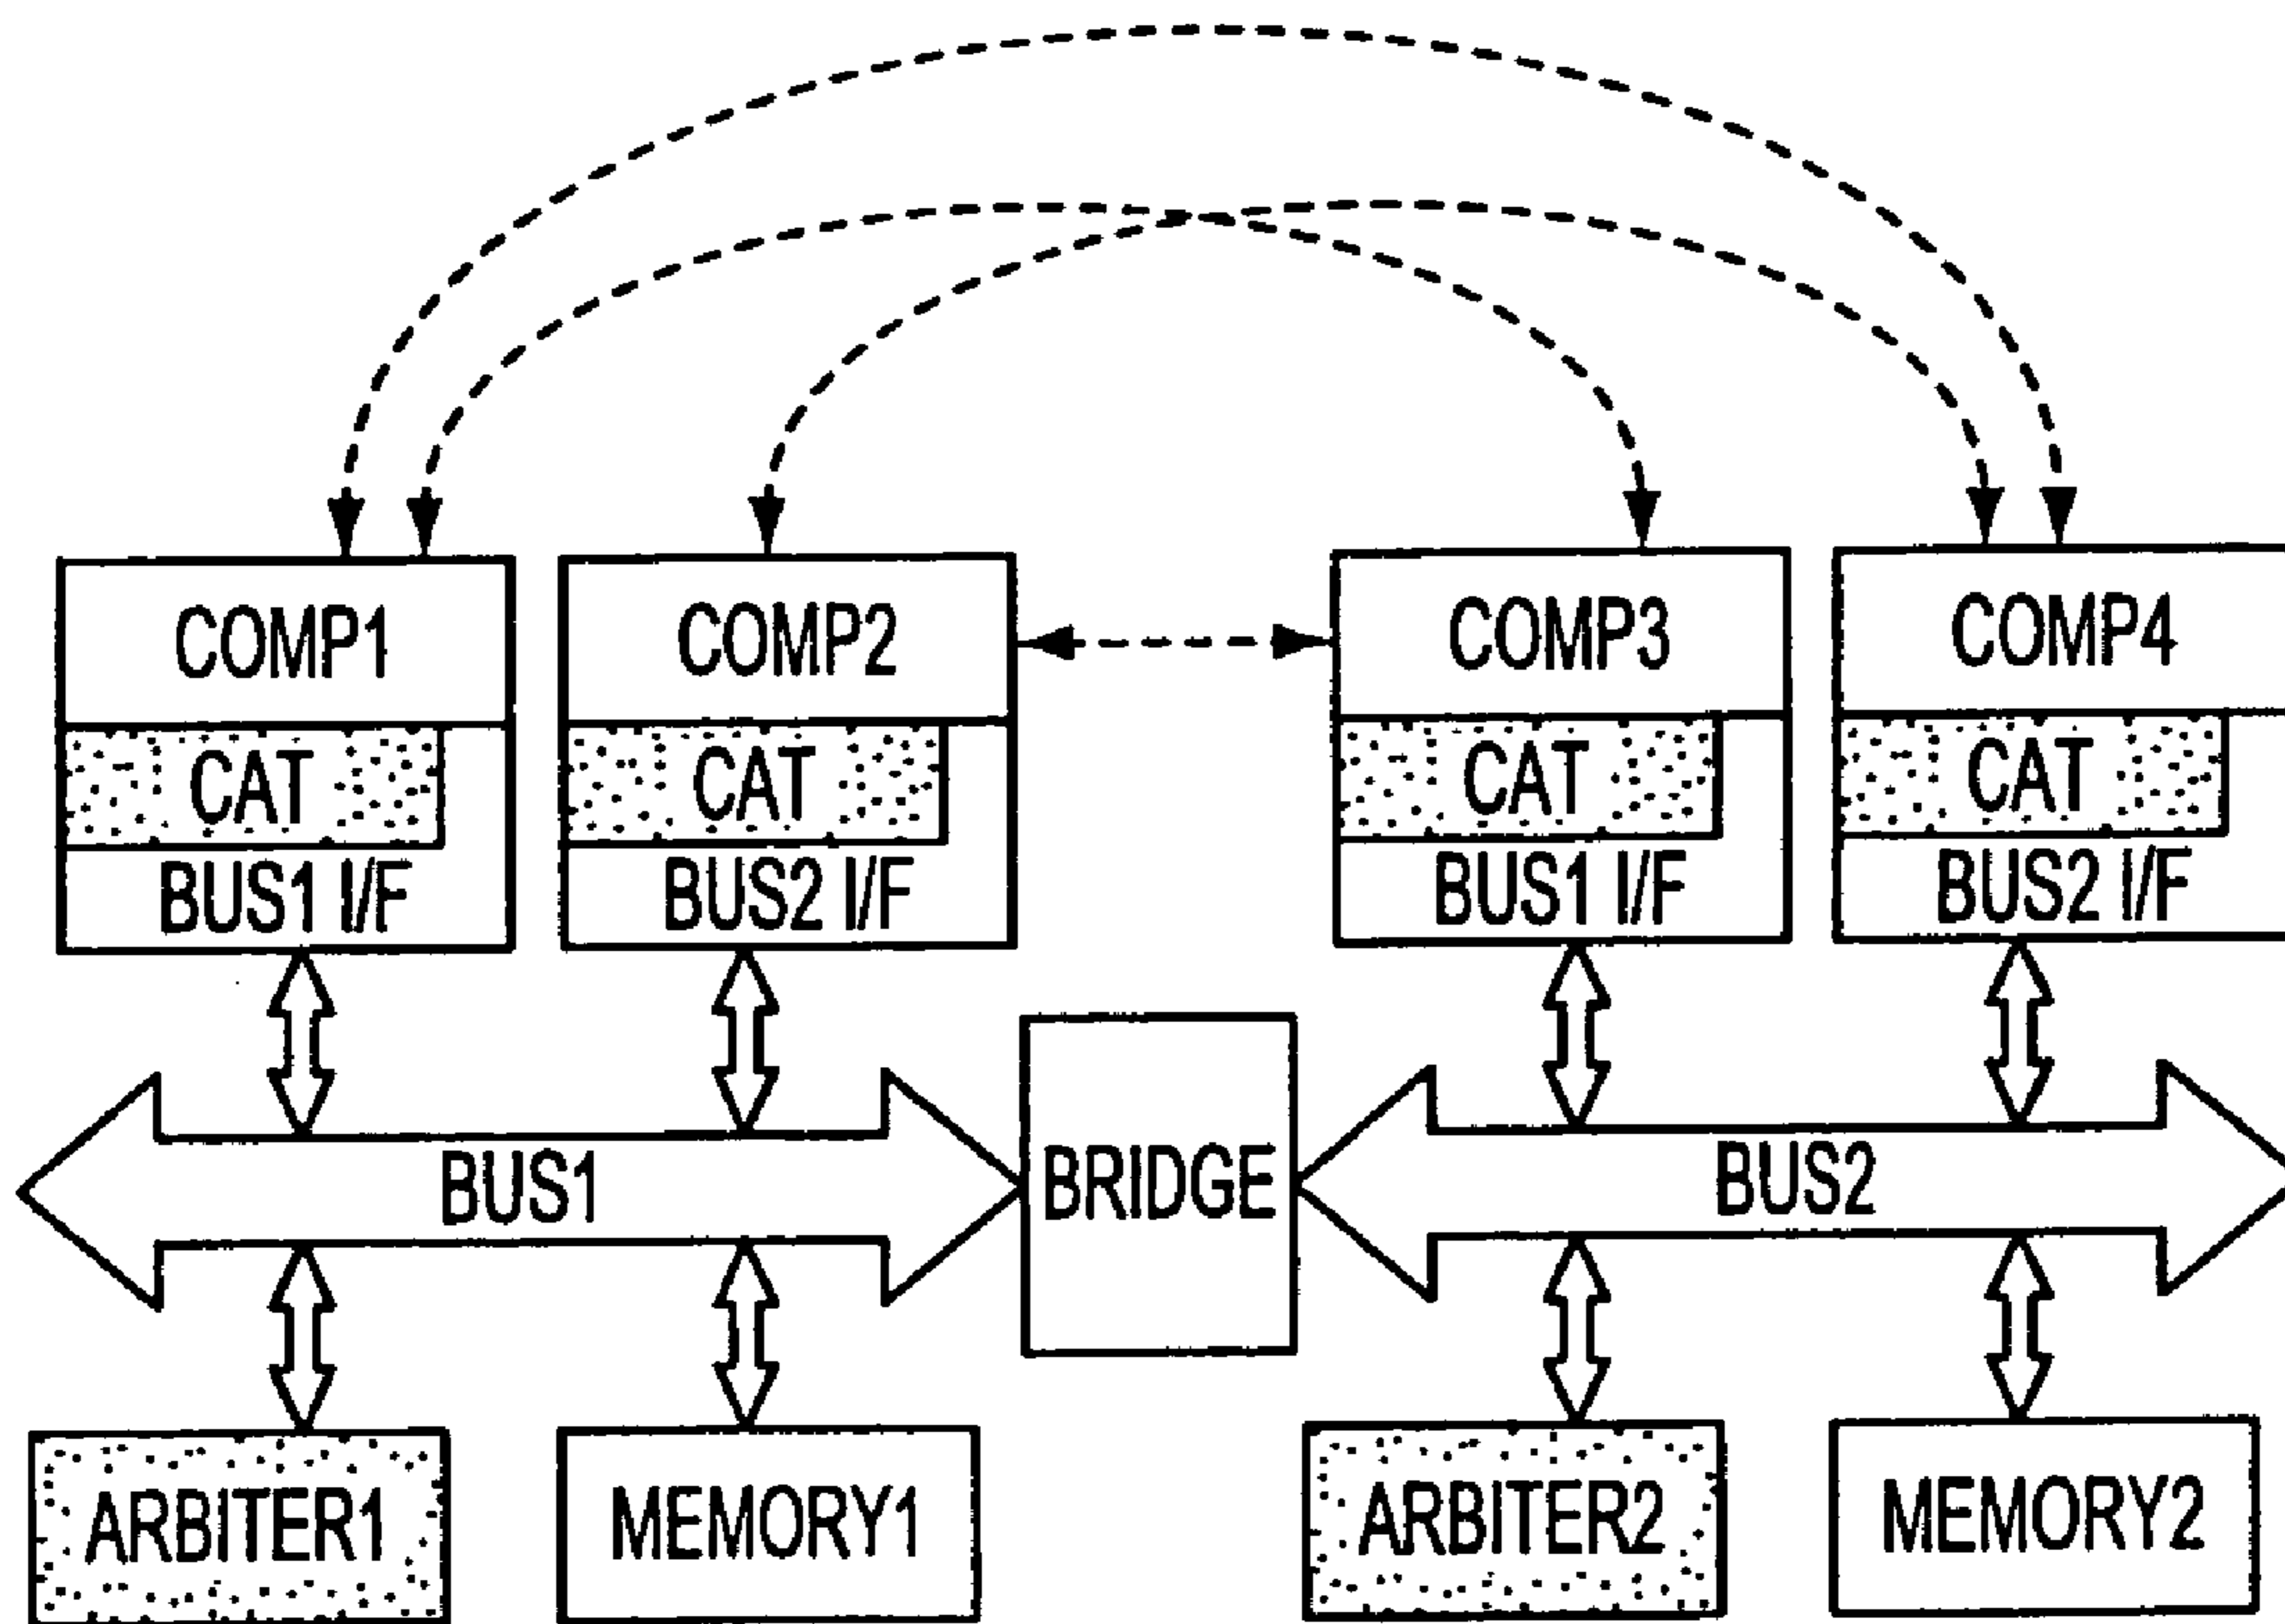 COMP1
COMP2
COMP3
COMP4
CAT
CAT
CAT
CAT
BUS1 I/F
BUS2 I/F
BUS1 I/F
BUS2 I/F
BUS1
BRIDGE
BUS2
ARBITER1
MEMORY1
ARBITER2
MEMORY2